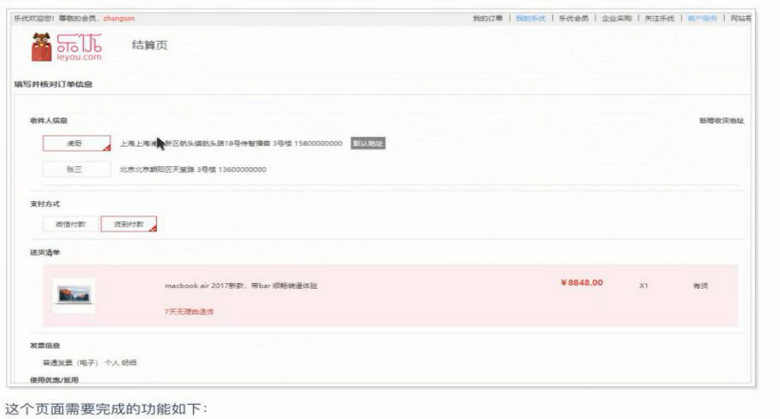 乐优欢迎您！尊敬的会员，zhangsan
我的订单 | 我的乐优 | 乐优会员 | 企业采购 | 关注乐优 | 客户服务 | 网站导
乐优
leyou.com
结算页
填写并核对订单信息
收件人信息
新增收货地址
虎哥
上海上海浦 新区航头镇航头路18号传智播客 3号楼 15800000000
默认地址
张三
北京北京朝阳区天堂路 3号楼 13600000000
支付方式
微信付款
货到付款
送货清单
macbook air 2017新款，带bar 顺畅装逼体验
¥8848.00
X1
有货
7天无理由退货
发票信息
普通发票（电子） 个人 明细
使用优惠/抵用
这个页面需要完成的功能如下：